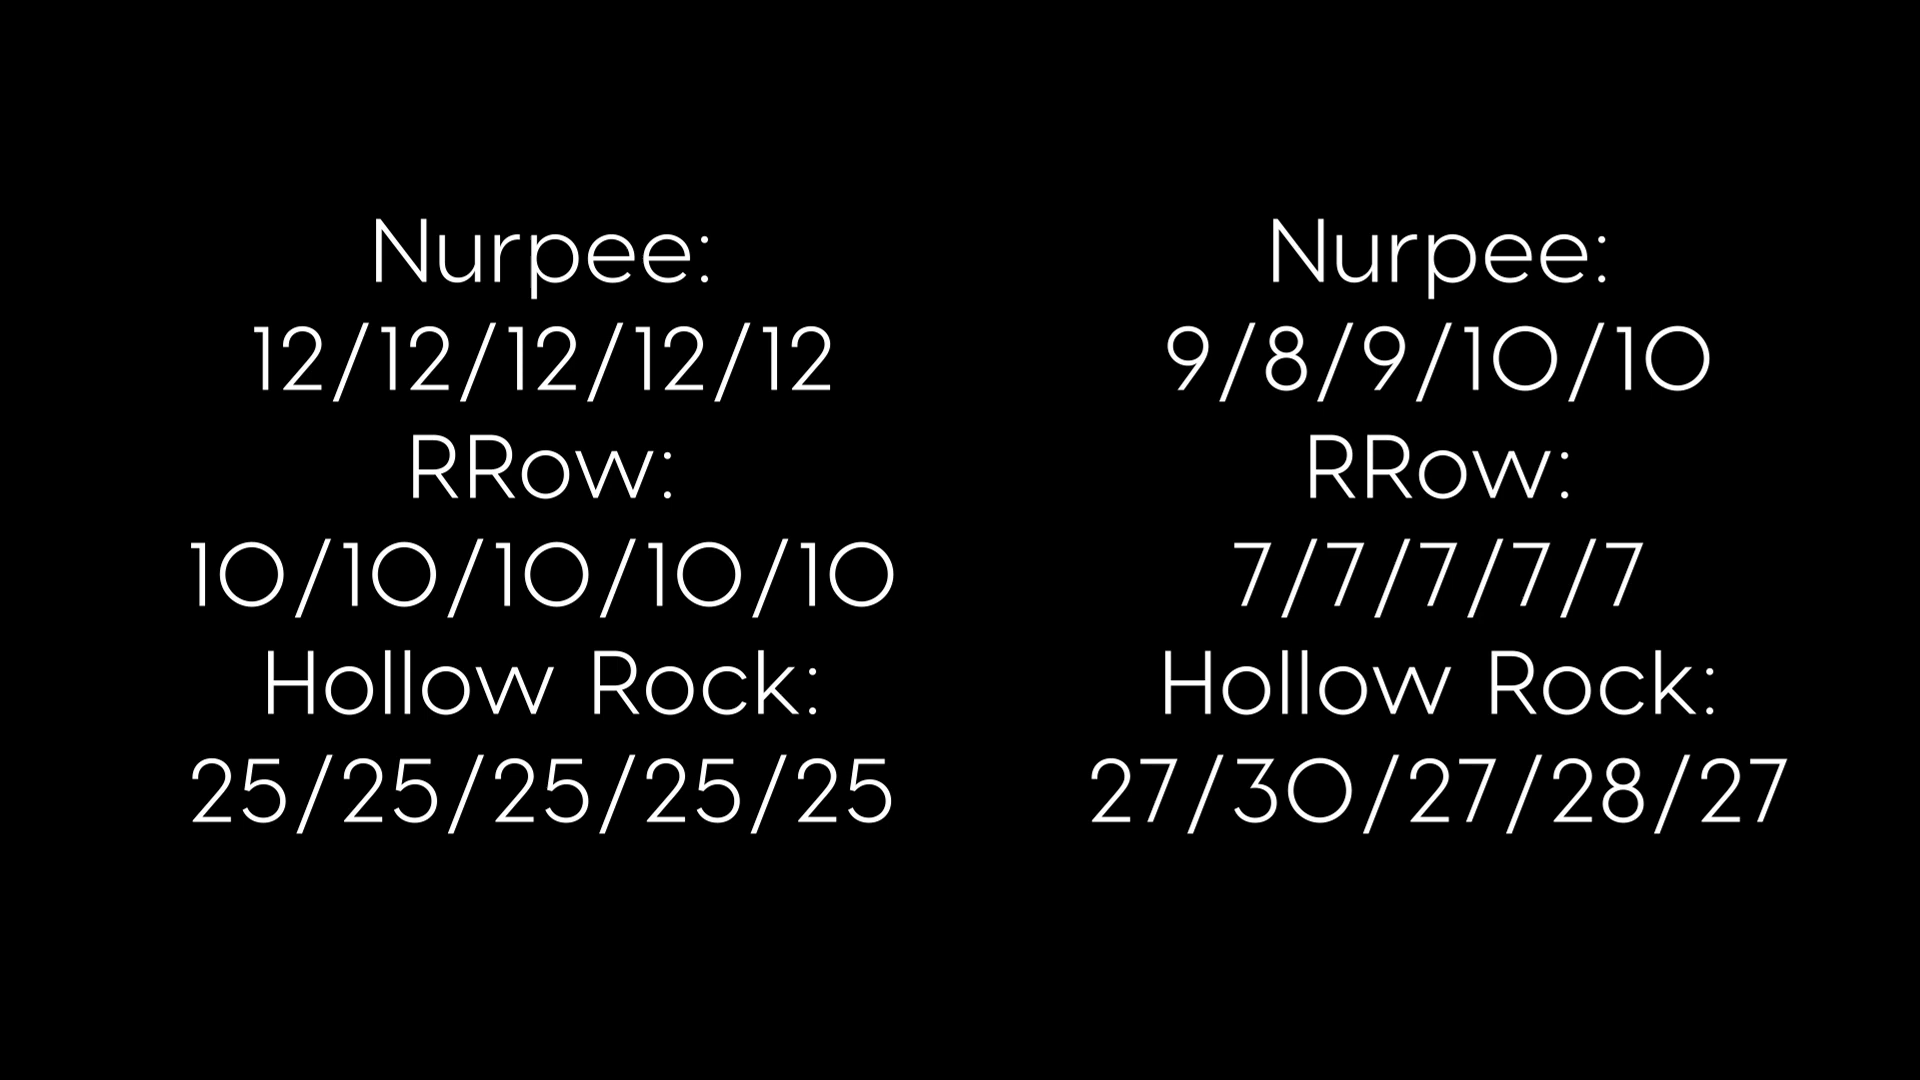 Nurpee:
12/12/12/12/12
RRow:
10/10/10/10/10
Hollow Rock:
25/25/25/25/25
Nurpee:
9/8/9/10/10
RRow:
7/7/7/7/7
Hollow Rock:
27/30/27/28/27